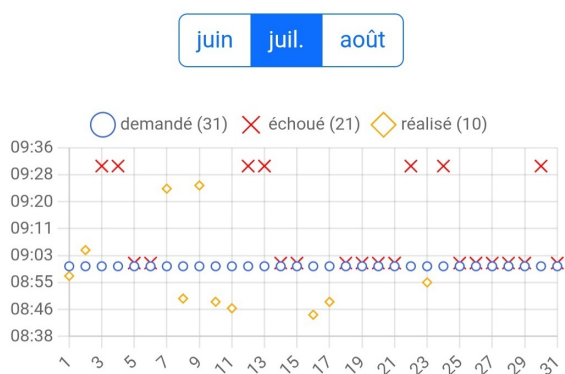 juin juil. août
demandé (31) échoué (21) réalisé (10)
09:36
09:28
09:20
09:11
09:03
08:55
08:46
08:38
1 3 5 7 9 11 13 15 17 19 21 23 25 27 29 31